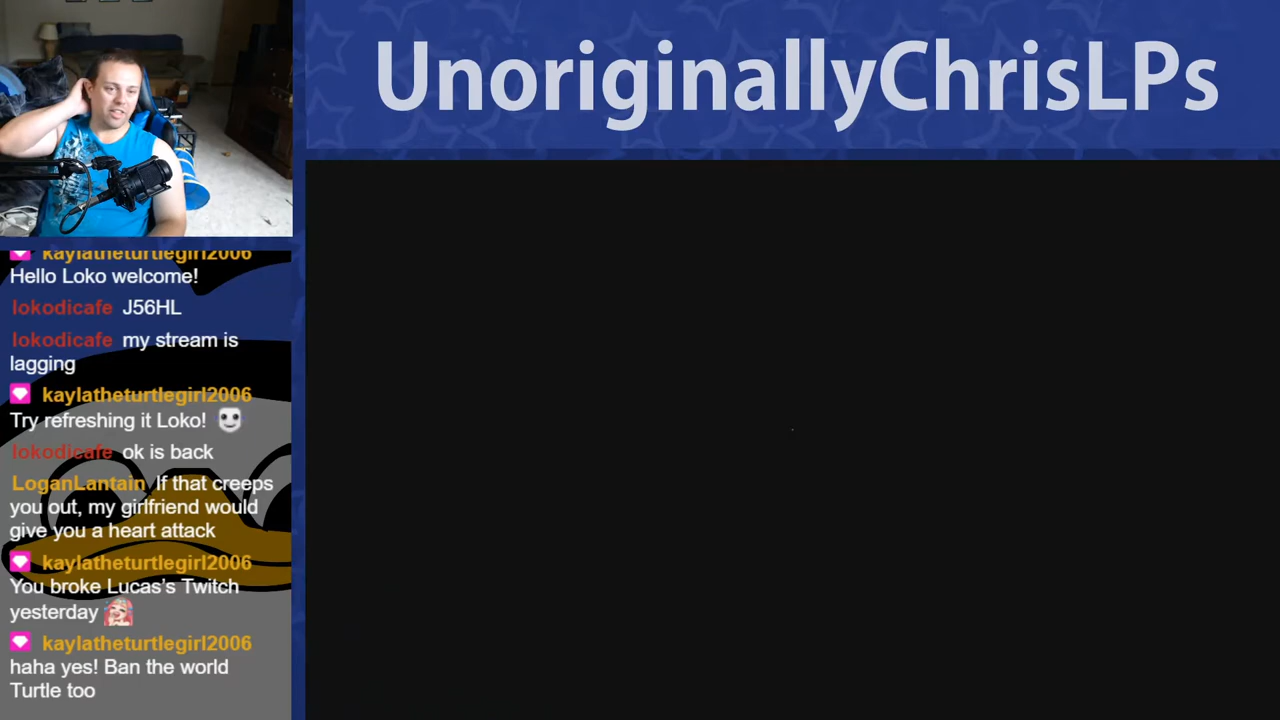 UnoriginallyChrisLPs
kaylatheturtlegirl2006
Hello Loko welcome!
lokodicafe J56HL
lokodicafe my stream is
lagging
kaylatheturtlegirl2006
Try refreshing it Loko!
lokodicafe ok is back
LoganLantain If that creeps
you out, my girlfriend would
give you a heart attack
kaylatheturtlegirl2006
You broke Lucas's Twitch
yesterday
kaylatheturtlegirl2006
haha yes! Ban the world
Turtle too